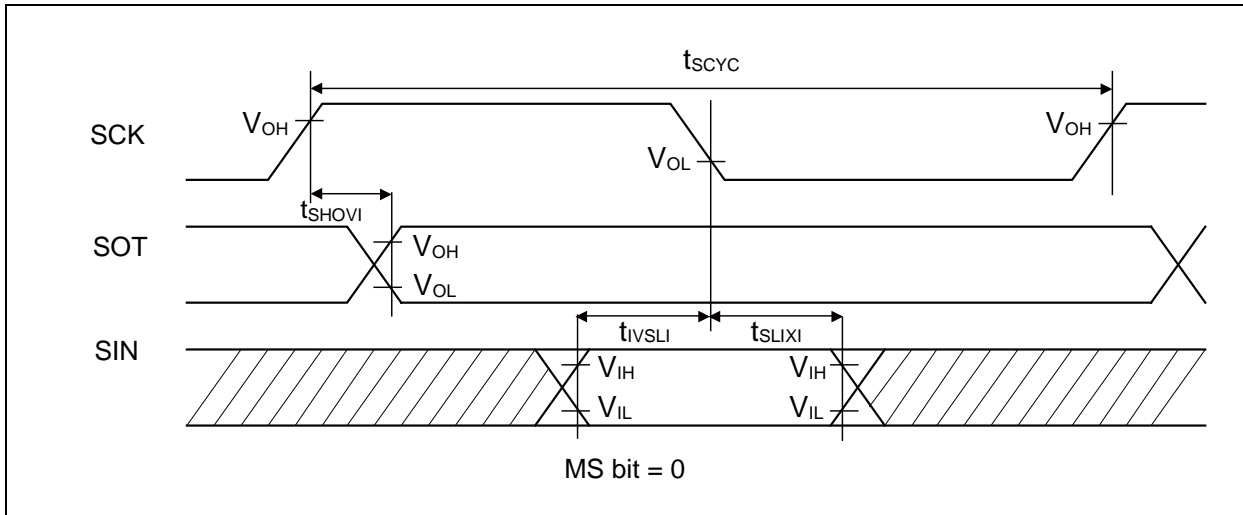 tSCYC
SCK
VOH
VOL
VOH
tSHOVI
SOT
VOH
VOL
SIN
tIVSLI
tSLIXI
VIH
VIH
VIL
VIL
MS bit = 0